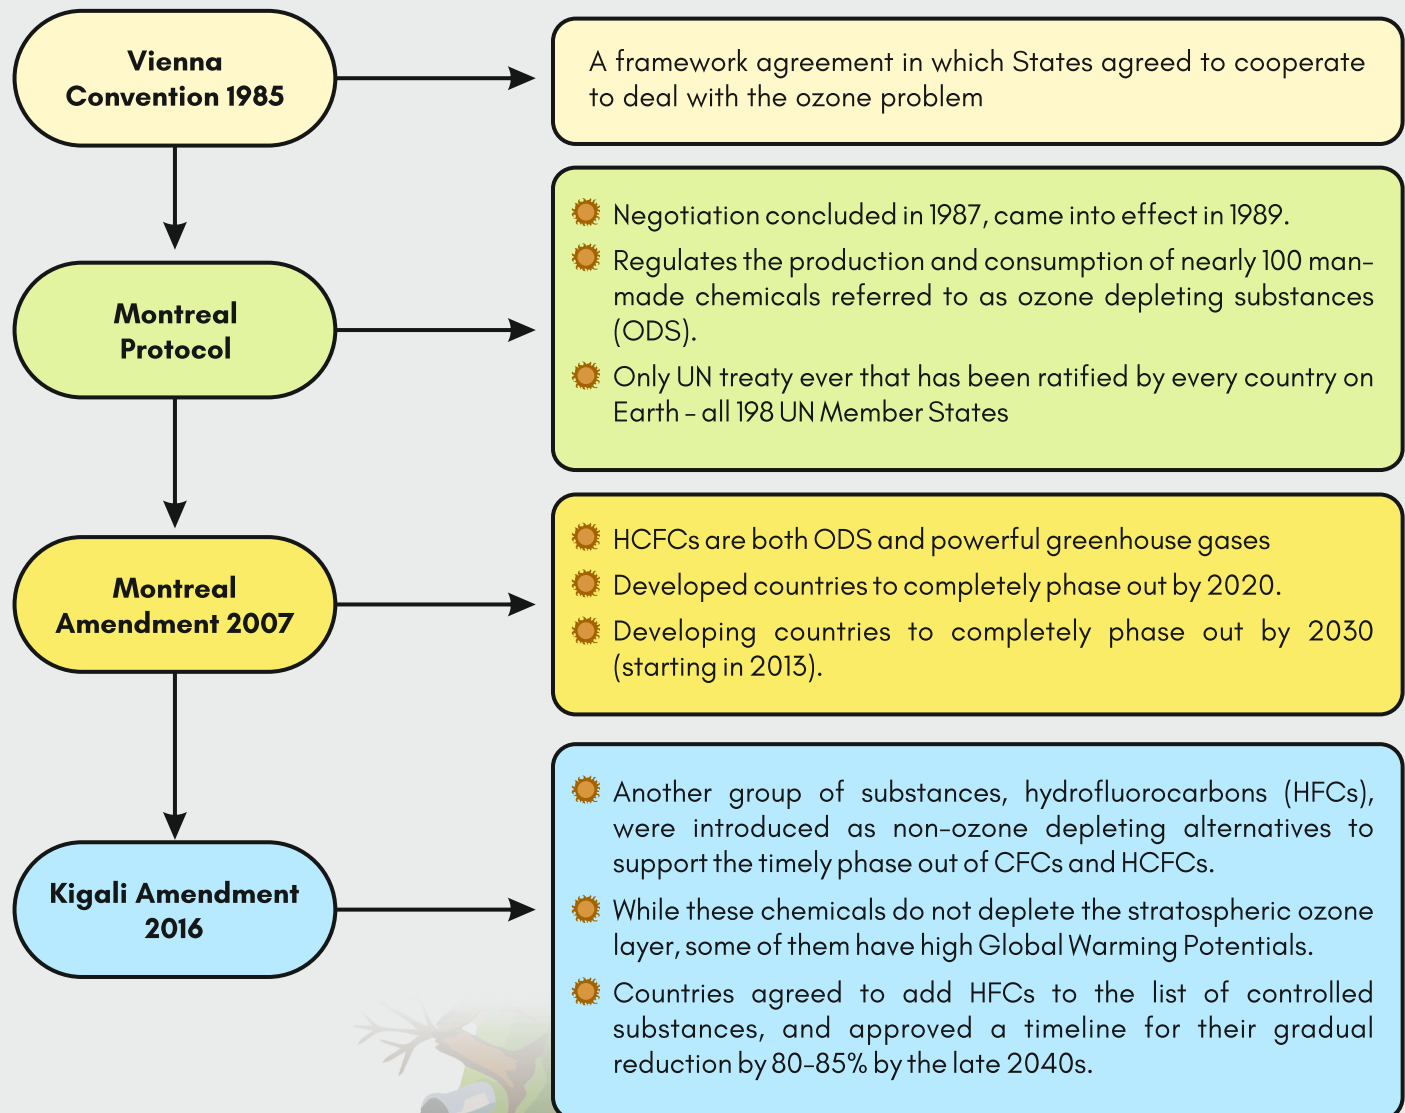 Vienna
Convention 1985
A framework agreement in which States agreed to cooperate
to deal with the ozone problem
Montreal
Protocol
Negotiation concluded in 1987, came into effect in 1989.
Regulates the production and consumption of nearly 100 man-
made chemicals referred to as ozone depleting substances
(ODS).
Only UN treaty ever that has been ratified by every country on
Earth - all 198 UN Member States
Montreal
Amendment 2007
HCFCs are both ODS and powerful greenhouse gases
Developed countries to completely phase out by 2020.
Developing countries to completely phase out by 2030
(starting in 2013).
Kigali Amendment
2016
Another group of substances, hydrofluorocarbons (HFCs),
were introduced as non-ozone depleting alternatives to
support the timely phase out of CFCs and HCFCs.
While these chemicals do not deplete the stratospheric ozone
layer, some of them have high Global Warming Potentials.
Countries agreed to add HFCs to the list of controlled
substances, and approved a timeline for their gradual
reduction by 80-85% by the late 2040s.